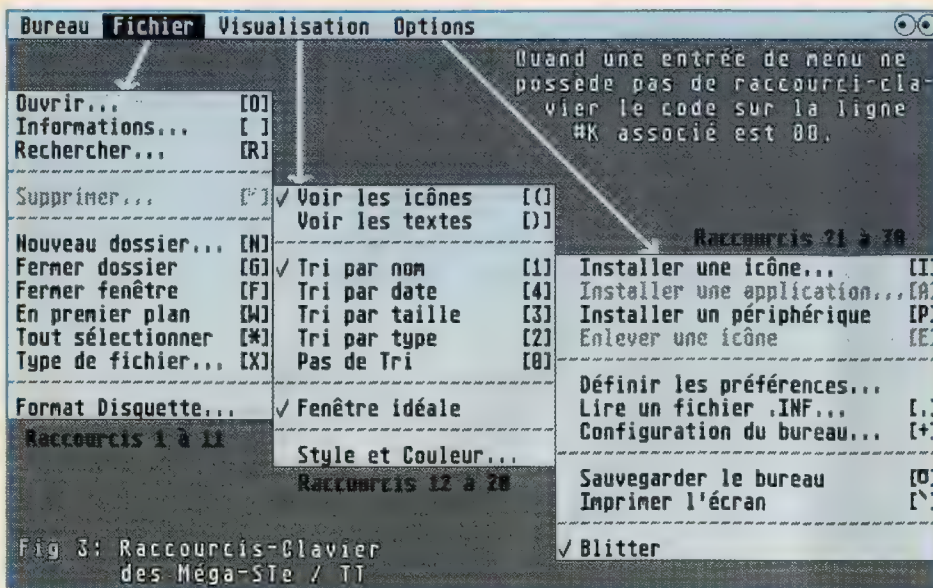 Bureau Fichier Visualisation Options
Quand une entrée de menu ne
possède pas de raccourci-cla-
vier le code sur la ligne
#K associé est 00.
Ouvrir... [O]
Informations... [ ]
Rechercher... [R]
Supprimer...
Nouveau dossier... [N]
Fermer dossier [G]
Fermer fenêtre [F]
En premier plan [W]
Tout sélectionner [*]
Type de fichier... [X]
Format Disquette...
Raccourcis 1 à 11
✓ Voir les icônes [(]
Voir les textes [)]
✓ Tri par nom [1]
Tri par date [4]
Tri par taille [3]
Tri par type [2]
Pas de Tri [0]
✓ Fenêtre idéale
Style et Couleur...
Raccourcis 12 à 20
Raccourcis 21 à 30
Installer une icône... [I]
Installer une application... [A]
Installer un périphérique [P]
Enlever une icône [E]
Définir les préférences...
Lire un fichier .INF... [.]
Configuration du bureau... [+]
Sauvegarder le bureau
Imprimer l'écran [`]
✓ Blitter
Fig 3: Raccourcis-Clavier
des Méga-STe / TT